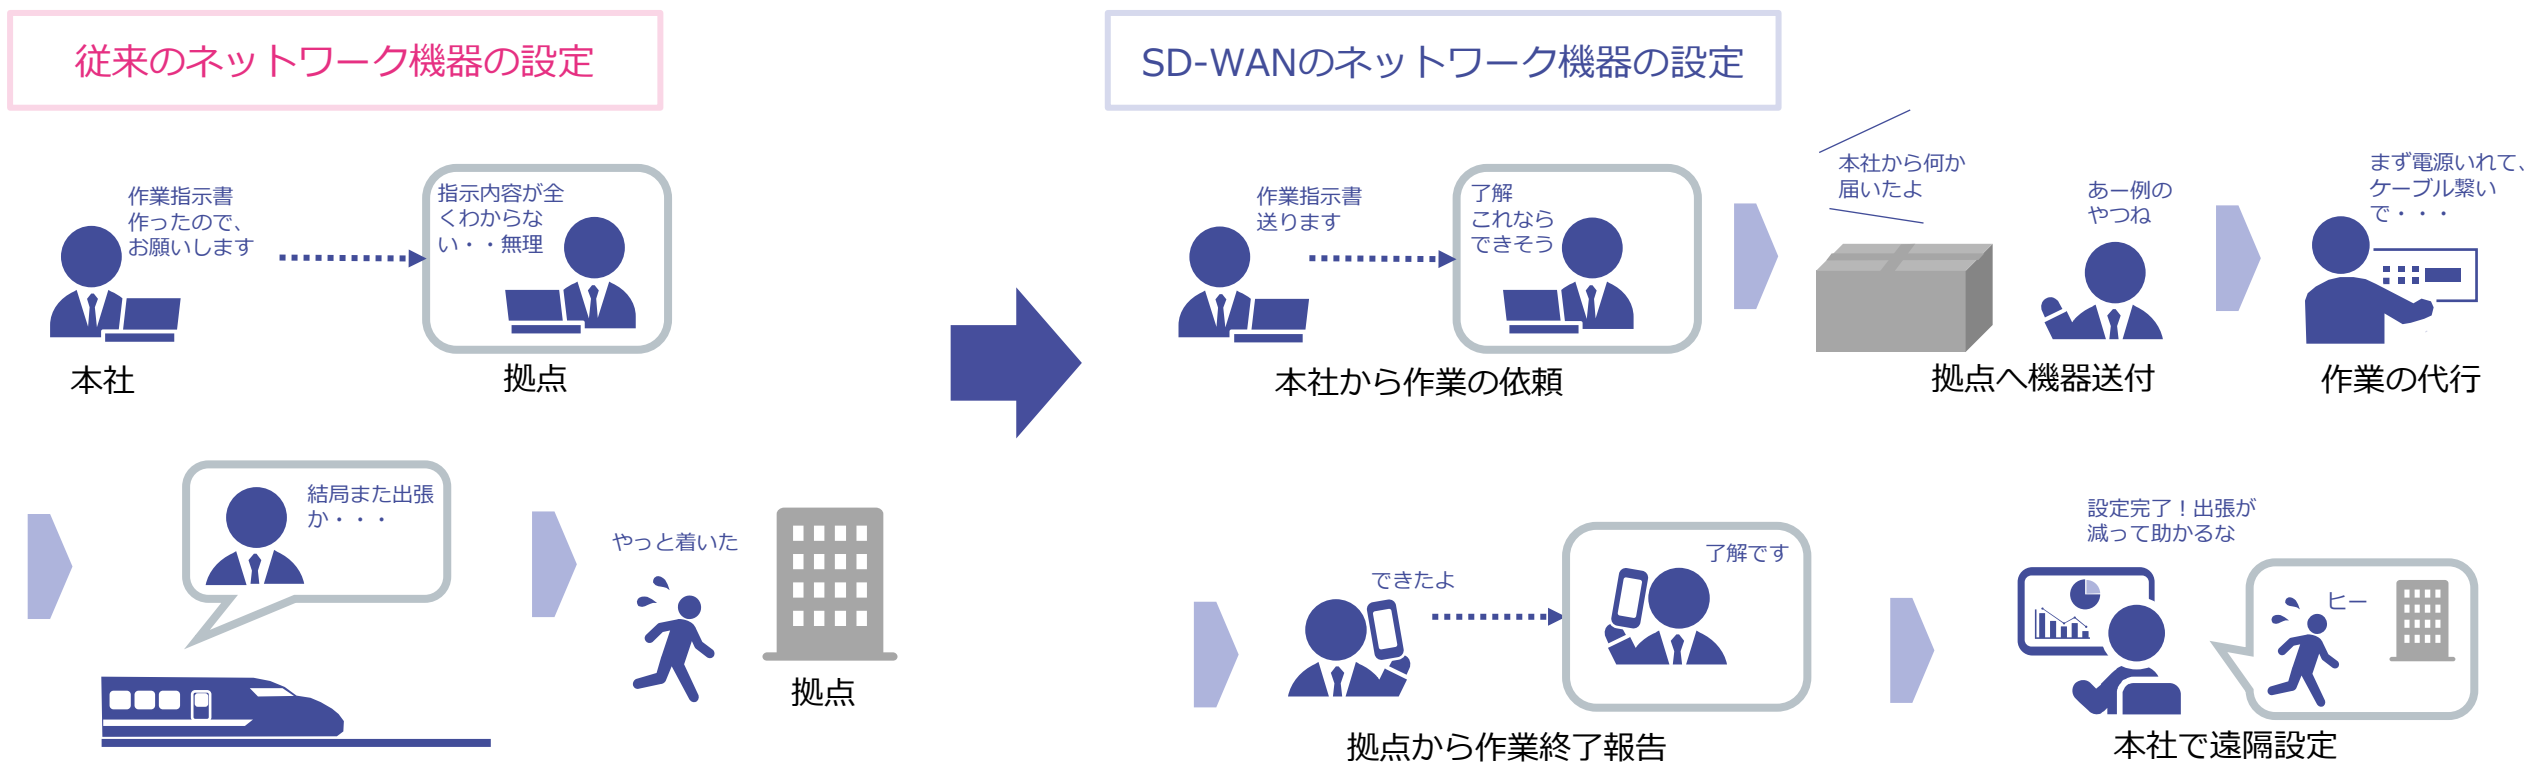 従来のネットワーク機器の設定
作業指示書
作ったので、
お願いします
指示内容が全
くわからな
い・・無理
本社
拠点
結局また出張
か・・・
やっと着いた
拠点
SD-WANのネットワーク機器の設定
作業指示書
送ります
了解
これなら
できそう
本社から作業の依頼
本社から何か
届いたよ
あー例の
やつね
拠点へ機器送付
まず電源いれて、
ケーブル繋い
で・・・
作業の代行
できたよ
了解です
拠点から作業終了報告
設定完了！出張が
減って助かるな
ヒー
本社で遠隔設定